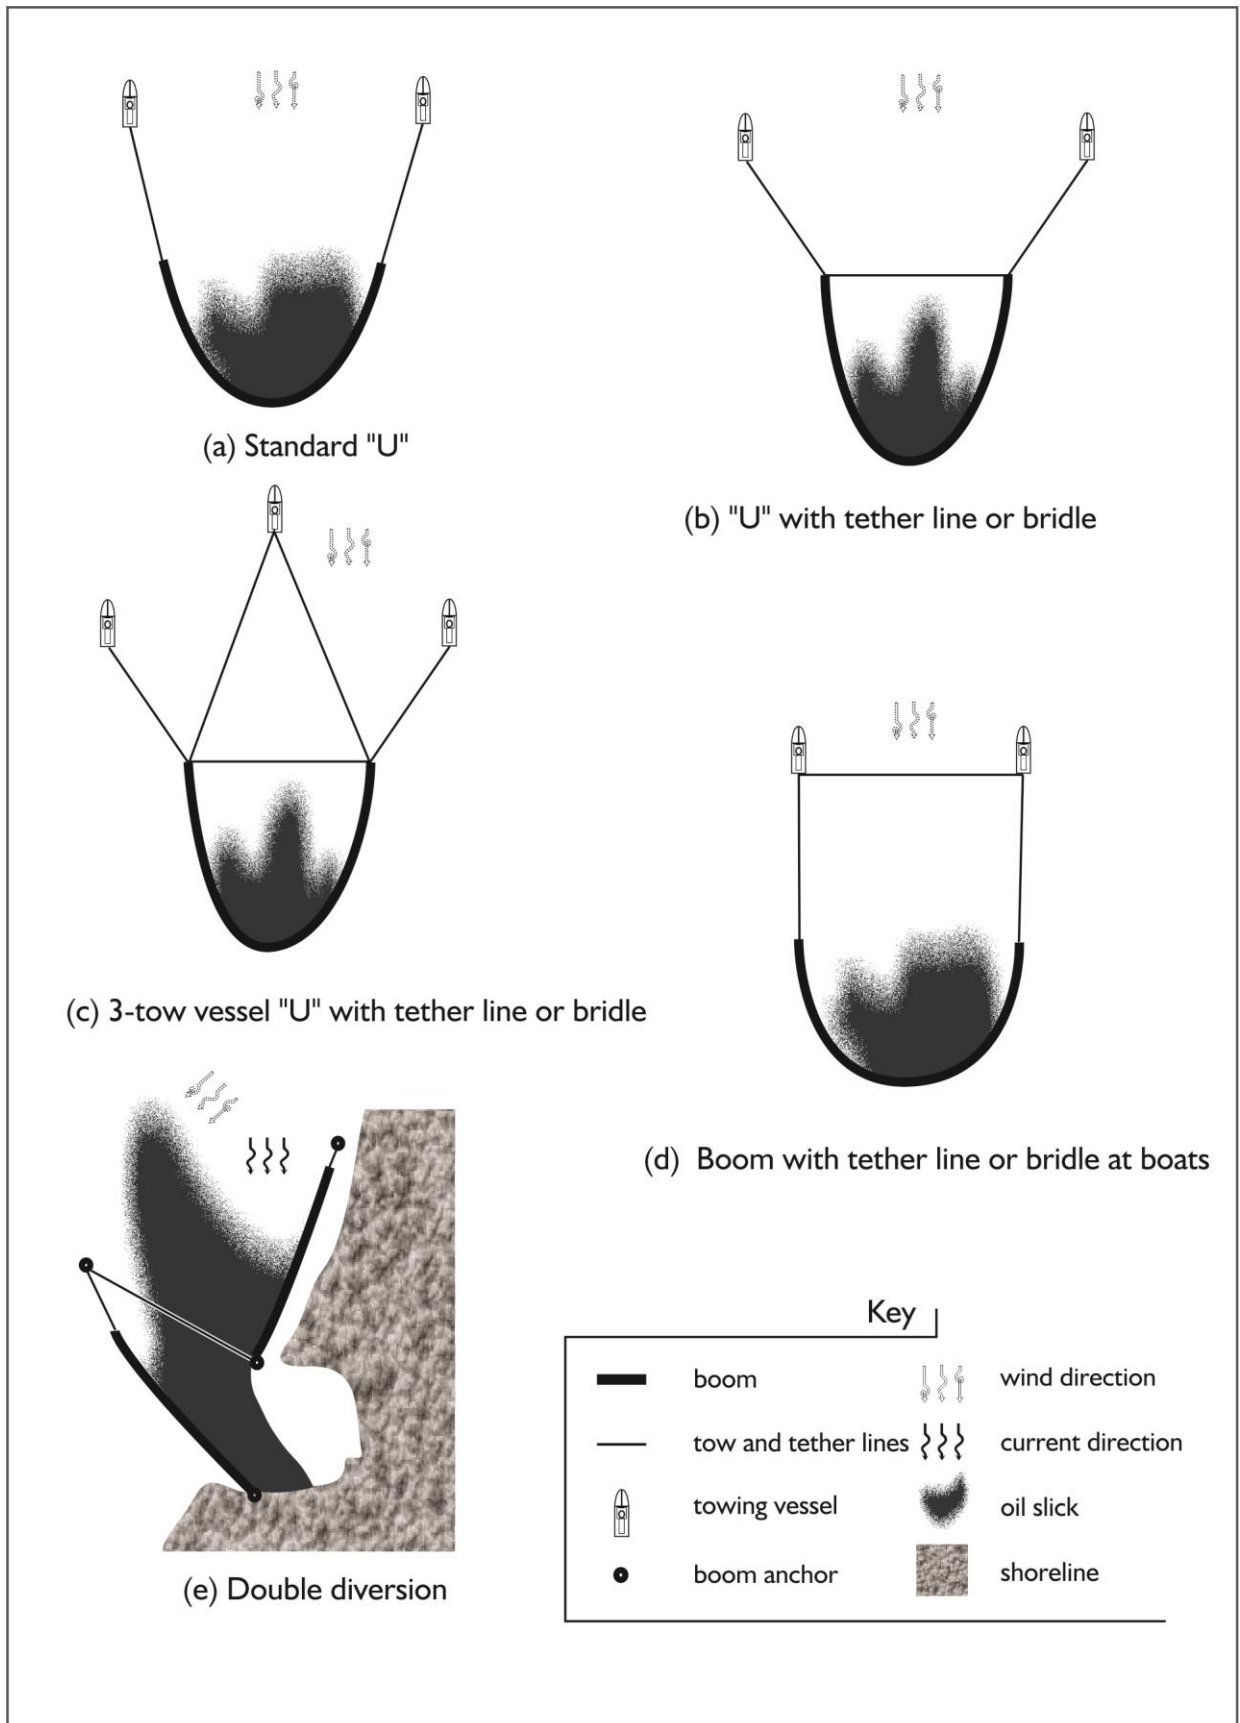 (a) Standard "U"
(b) "U" with tether line or bridle
(c) 3-tow vessel "U" with tether line or bridle
(d) Boom with tether line or bridle at boats
(e) Double diversion
Key
boom
wind direction
tow and tether lines
current direction
towing vessel
oil slick
boom anchor
shoreline